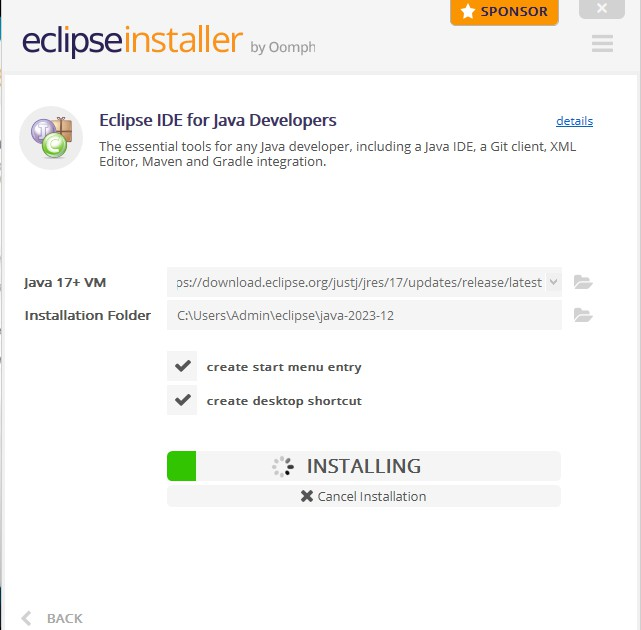 SPONSOR
eclipseinstaller by Oomph
Eclipse IDE for Java Developers
details
The essential tools for any Java developer, including a Java IDE, a Git client, XML
Editor, Maven and Gradle integration.
Java 17+ VM
ps://download.eclipse.org/justj/jres/17/updates/release/latest
Installation Folder
C:\Users\Admin\eclipse\java-2023-12
create start menu entry
create desktop shortcut
INSTALLING
Cancel Installation
BACK